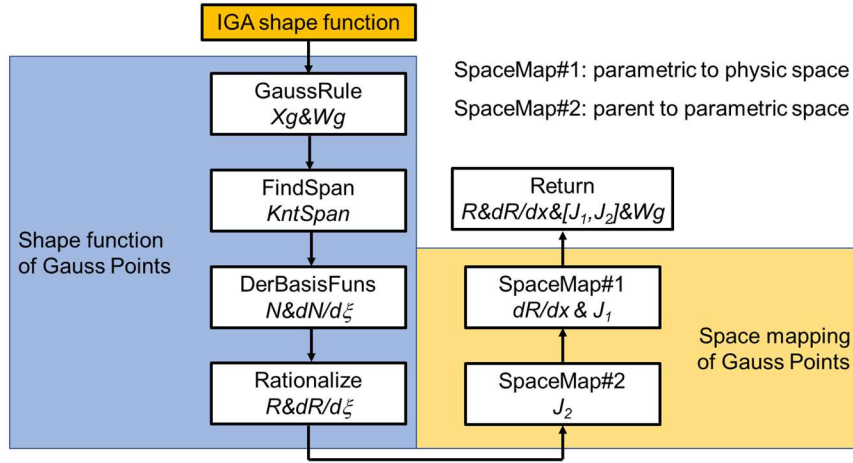 IGA shape function
GaussRule
Xg&Wg
FindSpan
KntSpan
DerBasisFuns
N&dN/dξ
Rationalize
R&dR/dξ
Shape function
of Gauss Points
SpaceMap#1: parametric to physic space
SpaceMap#2: parent to parametric space
Return
R&dR/dx&[J₁,J₂]&Wg
SpaceMap#1
dR/dx & J₁
SpaceMap#2
J₂
Space mapping
of Gauss Points